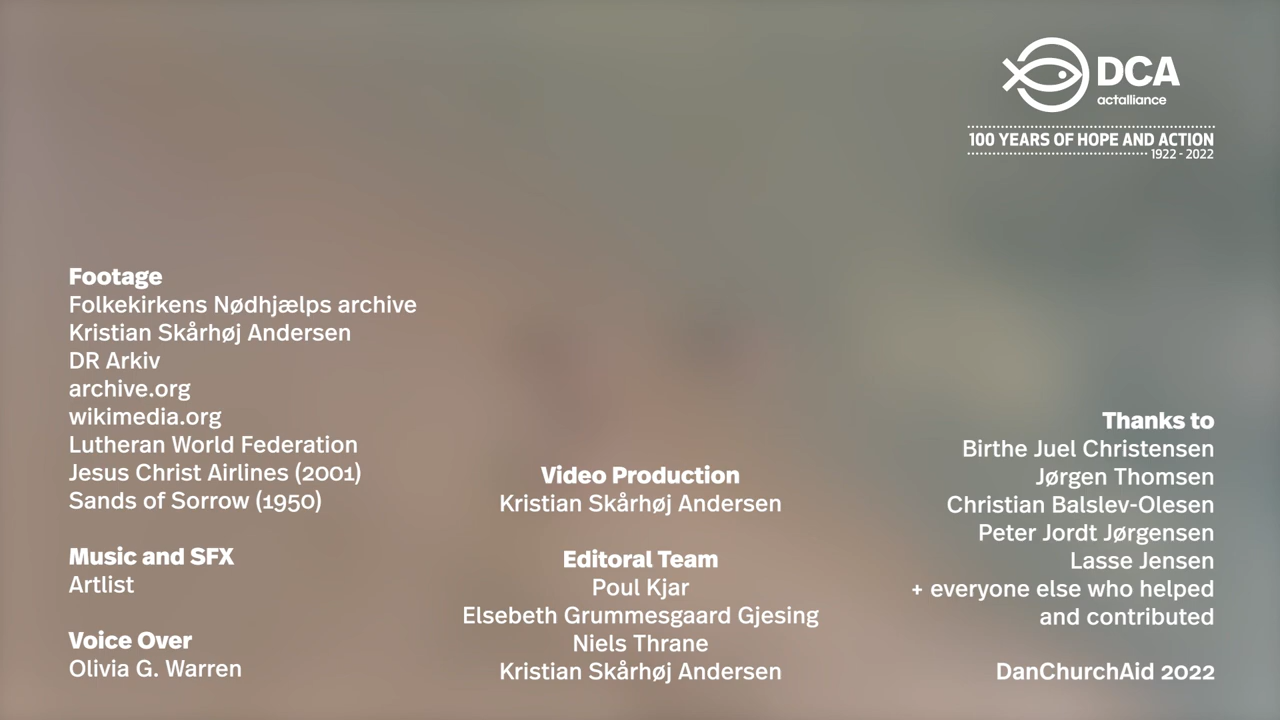 DCA
actalliance
100 YEARS OF HOPE AND ACTION
1922 - 2022
Footage
Folkekirkens Nødhjælps archive
Kristian Skårhøj Andersen
DR Arkiv
archive.org
wikimedia.org
Lutheran World Federation
Jesus Christ Airlines (2001)
Sands of Sorrow (1950)
Music and SFX
Artlist
Voice Over
Olivia G. Warren
Video Production
Kristian Skårhøj Andersen
Editoral Team
Poul Kjar
Elsebeth Grummesgaard Gjesing
Niels Thrane
Kristian Skårhøj Andersen
Thanks to
Birthe Juel Christensen
Jørgen Thomsen
Christian Balslev-Olesen
Peter Jordt Jørgensen
Lasse Jensen
+ everyone else who helped
and contributed
DanChurchAid 2022